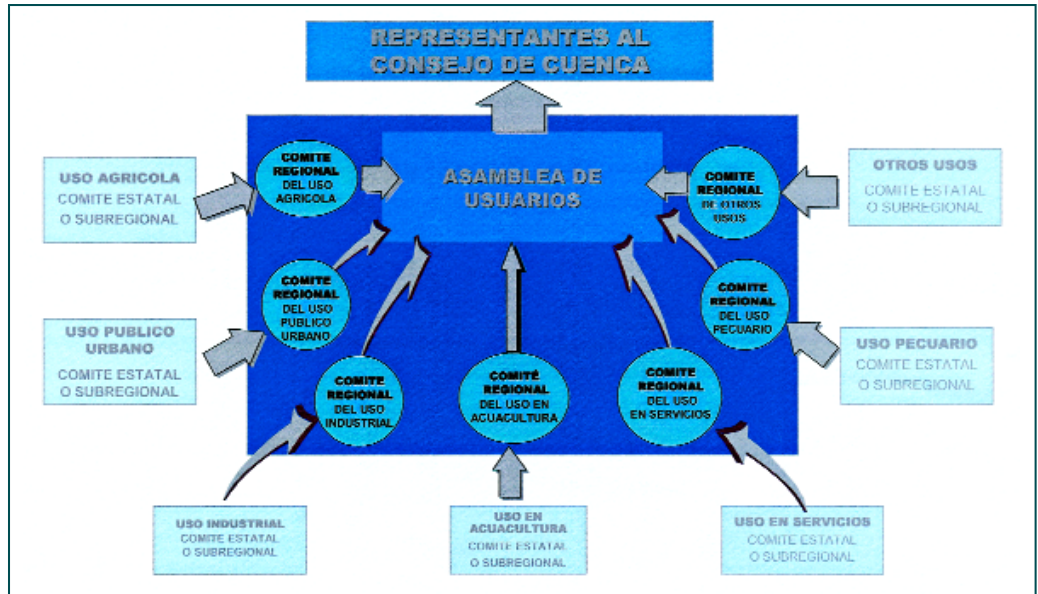 REPRESENTANTES AL
CONSEJO DE CUENCA
ASAMBLEA DE
USUARIOS
COMITE
REGIONAL
DEL USO
AGRICOLA
USO AGRICOLA
COMITE ESTATAL
O SUBREGIONAL
COMITE
REGIONAL
DE OTROS
USOS
OTROS USOS
COMITE ESTATAL
O SUBREGIONAL
COMITE
REGIONAL
DEL USO
PUBLICO
URBANO
USO PUBLICO
URBANO
COMITE ESTATAL
O SUBREGIONAL
COMITE
REGIONAL
DEL USO
PECUARIO
USO PECUARIO
COMITE ESTATAL
O SUBREGIONAL
COMITE
REGIONAL
DEL USO
INDUSTRIAL
COMITÉ
REGIONAL
DEL USO EN
ACUACULTURA
COMITE
REGIONAL
DEL USO
EN SERVICIOS
USO INDUSTRIAL
COMITE ESTATAL
O SUBREGIONAL
USO EN
ACUACULTURA
COMITE ESTATAL
O SUBREGIONAL
USO EN SERVICIOS
COMITE ESTATAL
O SUBREGIONAL